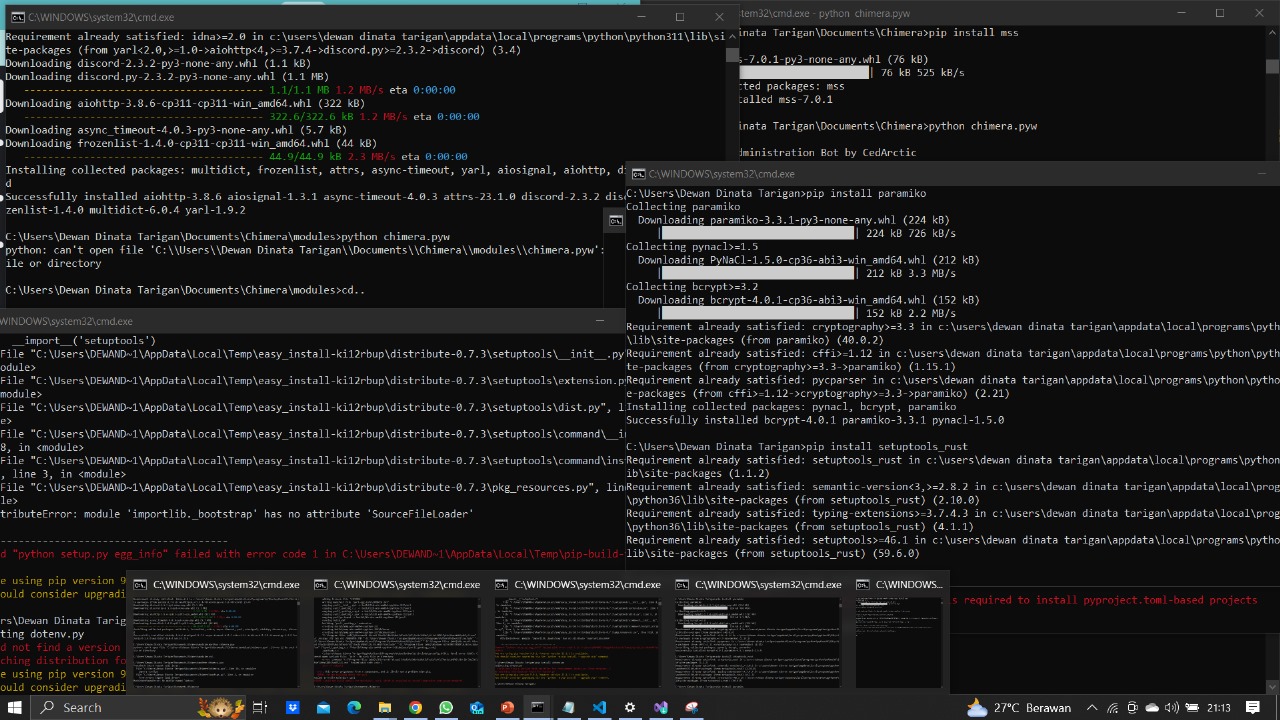 C:\WINDOWS\system32\cmd.exe
Requirement already satisfied: idna>=2.0 in c:\users\dewan dinata tarigan\appdata\local\programs\python\python311\lib\si
te-packages (from yarl<2.0,>=1.0->aiohttp<4,>=3.7.4->discord.py>=2.3.2->discord) (3.4)
Downloading discord-2.3.2-py3-none-any.whl (1.1 kB)
Downloading discord.py-2.3.2-py3-none-any.whl (1.1 MB)
---------------------------------------- 1.1/1.1 MB 1.2 MB/s eta 0:00:00
Downloading aiohttp-3.8.6-cp311-cp311-win_amd64.whl (322 kB)
---------------------------------------- 322.6/322.6 kB 1.2 MB/s eta 0:00:00
Downloading async_timeout-4.0.3-py3-none-any.whl (5.7 kB)
Downloading frozenlist-1.4.0-cp311-cp311-win_amd64.whl (44 kB)
---------------------------------------- 44.9/44.9 kB 2.3 MB/s eta 0:00:00
Installing collected packages: multidict, frozenlist, attrs, async-timeout, yarl, aiosignal, aiohttp, di
d
Successfully installed aiohttp-3.8.6 aiosignal-1.3.1 async-timeout-4.0.3 attrs-23.1.0 discord-2.3.2 disc
zenlist-1.4.0 multidict-6.0.4 yarl-1.9.2
C:\Users\Dewan Dinata Tarigan\Documents\Chimera\modules>python chimera.pyw
python: can't open file 'C:\\Users\\Dewan Dinata Tarigan\\Documents\\Chimera\\modules\\chimera.pyw':
ile or directory
C:\Users\Dewan Dinata Tarigan\Documents\Chimera\modules>cd..
stem32\cmd.exe - python chimera.pyw
inata Tarigan\Documents\Chimera>pip install mss
s-7.0.1-py3-none-any.whl (76 kB)
| 76 kB 525 kB/s
cted packages: mss
talled mss-7.0.1
inata Tarigan\Documents\Chimera>python chimera.pyw
dministration Bot by CedArctic
C:\WINDOWS\system32\cmd.exe
C:\Users\Dewan Dinata Tarigan>pip install paramiko
Collecting paramiko
Downloading paramiko-3.3.1-py3-none-any.whl (224 kB)
| | 224 kB 726 kB/s
Collecting pynacl>=1.5
Downloading PyNaCl-1.5.0-cp36-abi3-win_amd64.whl (212 kB)
| | 212 kB 3.3 MB/s
Collecting bcrypt>=3.2
Downloading bcrypt-4.0.1-cp36-abi3-win_amd64.whl (152 kB)
| | 152 kB 2.2 MB/s
Requirement already satisfied: cryptography>=3.3 in c:\users\dewan dinata tarigan\appdata\local\programs\py
\lib\site-packages (from paramiko) (40.0.2)
Requirement already satisfied: cffi>=1.12 in c:\users\dewan dinata tarigan\appdata\local\programs\python\pyt
te-packages (from cryptography>=3.3->paramiko) (1.15.1)
Requirement already satisfied: pycparser in c:\users\dewan dinata tarigan\appdata\local\programs\python\python
e-packages (from cffi>=1.12->cryptography>=3.3->paramiko) (2.21)
Installing collected packages: pynacl, bcrypt, paramiko
Successfully installed bcrypt-4.0.1 paramiko-3.3.1 pynacl-1.5.0
C:\Users\Dewan Dinata Tarigan>pip install setuptools_rust
Requirement already satisfied: setuptools_rust in c:\users\dewan dinata tarigan\appdata\local\programs\python
lib\site-packages (1.1.2)
Requirement already satisfied: semantic-version<3,>=2.8.2 in c:\users\dewan dinata tarigan\appdata\local\prog
\python36\lib\site-packages (from setuptools_rust) (2.10.0)
Requirement already satisfied: typing-extensions>=3.7.4.3 in c:\users\dewan dinata tarigan\appdata\local\prog
\python36\lib\site-packages (from setuptools_rust) (4.1.1)
Requirement already satisfied: setuptools>=46.1 in c:\users\dewan dinata tarigan\appdata\local\programs\python
lib\site-packages (from setuptools_rust) (59.6.0)
WINDOWS\system32\cmd.exe
__import__('setuptools')
File "C:\Users\DEWAND~1\AppData\Local\Temp\easy_install-ki12rbup\distribute-0.7.3\setuptools\__init__.py
odule>
File "C:\Users\DEWAND~1\AppData\Local\Temp\easy_install-ki12rbup\distribute-0.7.3\setuptools\extension.py
module>
File "C:\Users\DEWAND~1\AppData\Local\Temp\easy_install-ki12rbup\distribute-0.7.3\setuptools\dist.py", l
e>
File "C:\Users\DEWAND~1\AppData\Local\Temp\easy_install-ki12rbup\distribute-0.7.3\setuptools\command\__i
8, in <module>
File "C:\Users\DEWAND~1\AppData\Local\Temp\easy_install-ki12rbup\distribute-0.7.3\setuptools\command\ins
, line 3, in <module>
File "C:\Users\DEWAND~1\AppData\Local\Temp\easy_install-ki12rbup\distribute-0.7.3\pkg_resources.py", lin
le>
tributeError: module 'importlib._bootstrap' has no attribute 'SourceFileLoader'
----------------------------------------
d "python setup.py egg_info" failed with error code 1 in C:\Users\DEWAND~1\AppData\Local\Temp\pip-build-
re using pip version 9
ould consider upgradi
C:\WINDOWS\system32\cmd.exe
C:\WINDOWS\system32\cmd.exe
C:\WINDOWS\system32\cmd.exe
C:\WINDOWS\system32\cmd.exe
C:\WINDOWS\system3...
s required to install pyproject.toml-based projects
Search
27°C Berawan
21:13